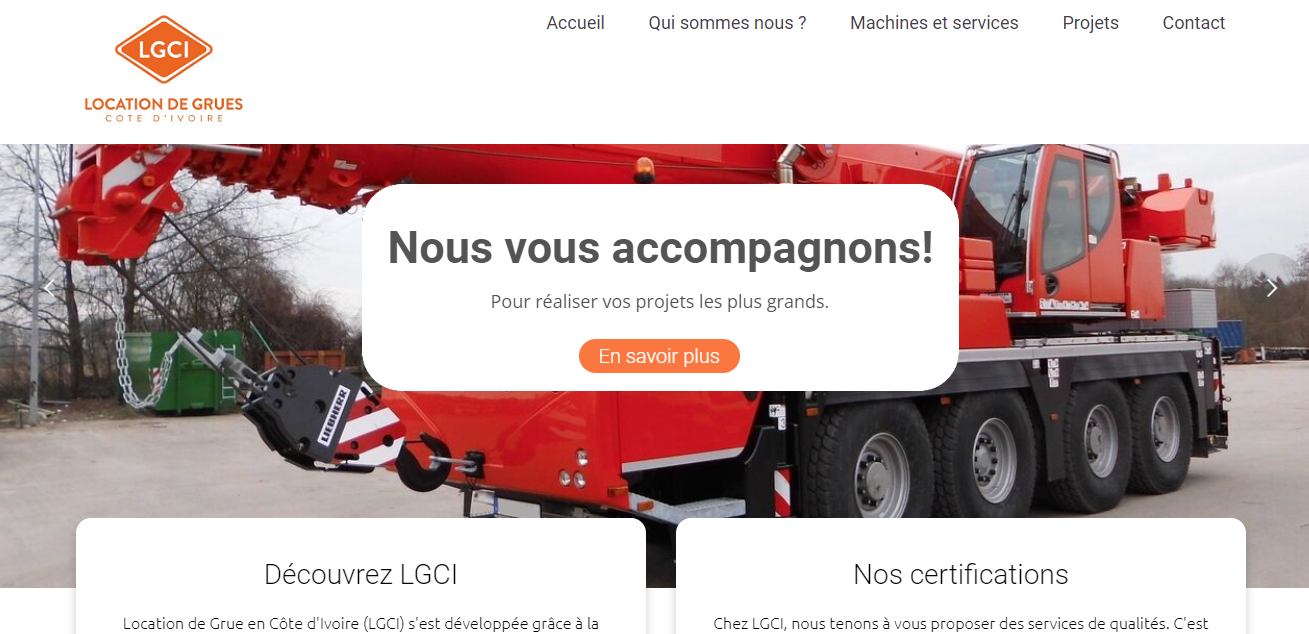 LGCI
LOCATION DE GRUES
COTE D'IVOIRE
Accueil
Qui sommes nous ?
Machines et services
Projets
Contact
Nous vous accompagnons!
Pour réaliser vos projets les plus grands.
En savoir plus
LIEBHERR
Découvrez LGCI
Location de Grue en Côte d'Ivoire (LGCI) s'est développée grâce à la
Nos certifications
Chez LGCI, nous tenons à vous proposer des services de qualités. C'est